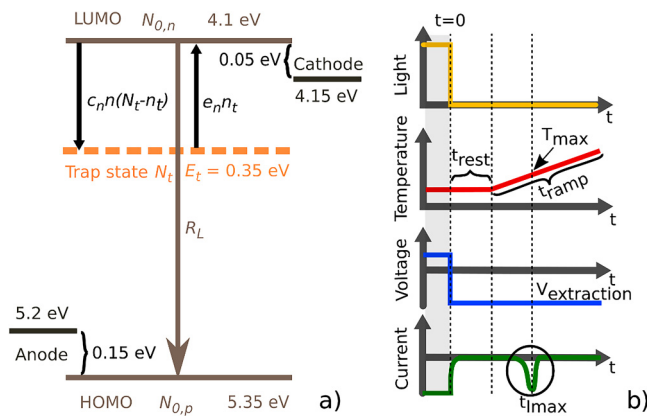 LUMO N0,n 4.1 eV
0.05 eV { Cathode
4.15 eV
cnn(Nt-nt)
ennt
Trap state Nt Et = 0.35 eV
RL
5.2 eV
Anode } 0.15 eV
HOMO N0,p 5.35 eV
a)
t=0
Light
t
Temperature
trest
Tmax
tramp
t
Voltage
t
Vextraction
Current
t
tImax
b)